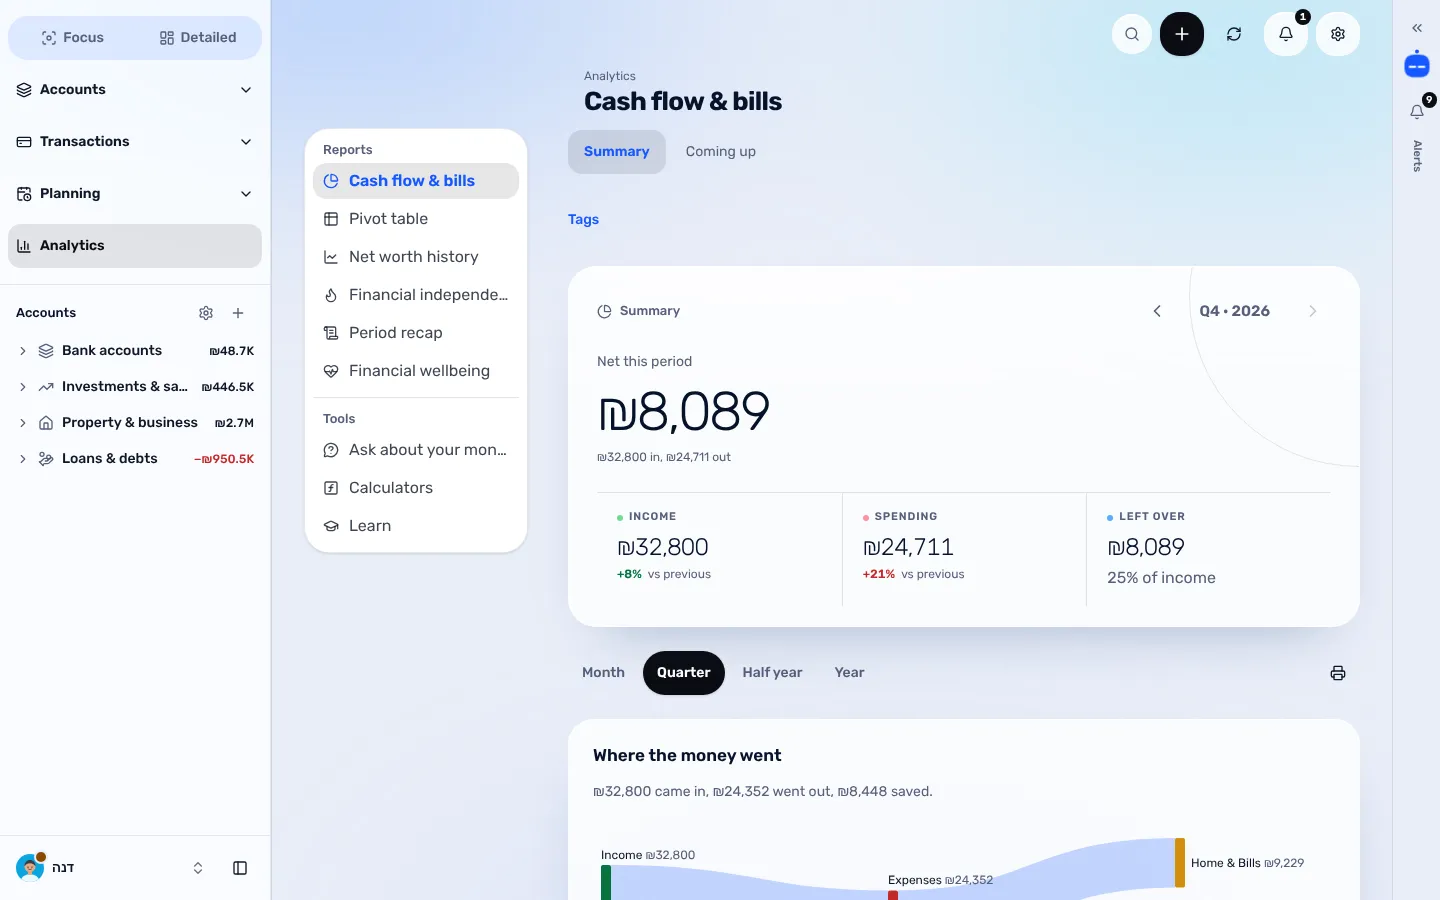 Focus
Detailed
Accounts
Transactions
Planning
Analytics
Accounts
Bank accounts ₪48.7K
Investments & sa... ₪446.5K
Property & business ₪2.7M
Loans & debts −₪950.5K
דנה
Reports
Cash flow & bills
Pivot table
Net worth history
Financial independe...
Period recap
Financial wellbeing
Tools
Ask about your mon...
Calculators
Learn
1
Analytics
Cash flow & bills
Summary
Coming up
Tags
Summary
Q4 • 2026
Net this period
₪8,089
₪32,800 in, ₪24,711 out
INCOME
₪32,800
+8% vs previous
SPENDING
₪24,711
+21% vs previous
LEFT OVER
₪8,089
25% of income
Month
Quarter
Half year
Year
Where the money went
₪32,800 came in, ₪24,352 went out, ₪8,448 saved.
Income ₪32,800
Expenses ₪24,352
Home & Bills ₪9,229
9
Alerts